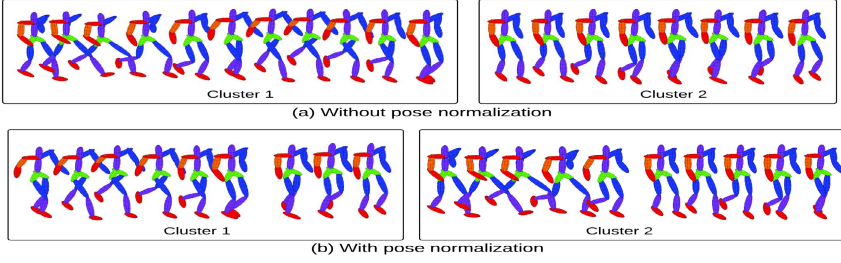 Cluster 1
Cluster 2
(a) Without pose normalization
Cluster 1
Cluster 2
(b) With pose normalization